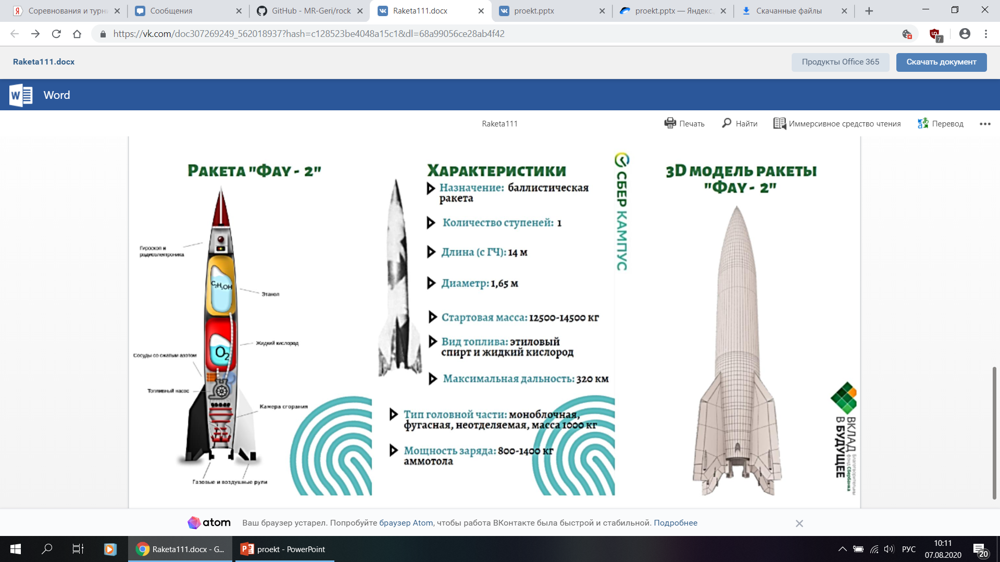 Соревнования и турни
Сообщения
GitHub - MR-Geri/rock
Raketa111.docx
proekt.pptx
proekt.pptx — Яндекс.
Скачанные файлы
https://vk.com/doc307269249_562018937?hash=c128523be4048a15c1&dl=68a99056ce28ab4f42
7
Raketa111.docx
Продукты Office 365
Скачать документ
Word
Raketa111
Печать
Найти
Иммерсивное средство чтения
Перевод
Ракета "Фау - 2"
Гироскоп и
радиоэлектроника
C₂H₅OH
Этанол
Жидкий кислород
O₂
Сосуды со сжатым азотом
Топливный насос
Камера сгорания
Газовые и воздушные рули
Характеристики
Назначение: баллистическая
ракета
Количество ступеней: 1
Длина (с ГЧ): 14 м
Диаметр: 1,65 м
Стартовая масса: 12500-14500 кг
Вид топлива: этиловый
спирт и жидкий кислород
Максимальная дальность: 320 км
Тип головной части: моноблочная,
фугасная, неотделяемая, масса 1000 кг
Мощность заряда: 800-1400 кг
аммотола
СБЕР КАМПУС
3D модель ракеты
"Фау - 2"
ВКЛАД
В БУДУЩЕЕ
Благотворительный
фонд Сбербанка
atom
Ваш браузер устарел. Попробуйте браузер Atom, чтобы работа ВКонтакте была быстрой и стабильной. Подробнее
Raketa111.docx - G...
proekt - PowerPoint
РУС
10:11
07.08.2020
20